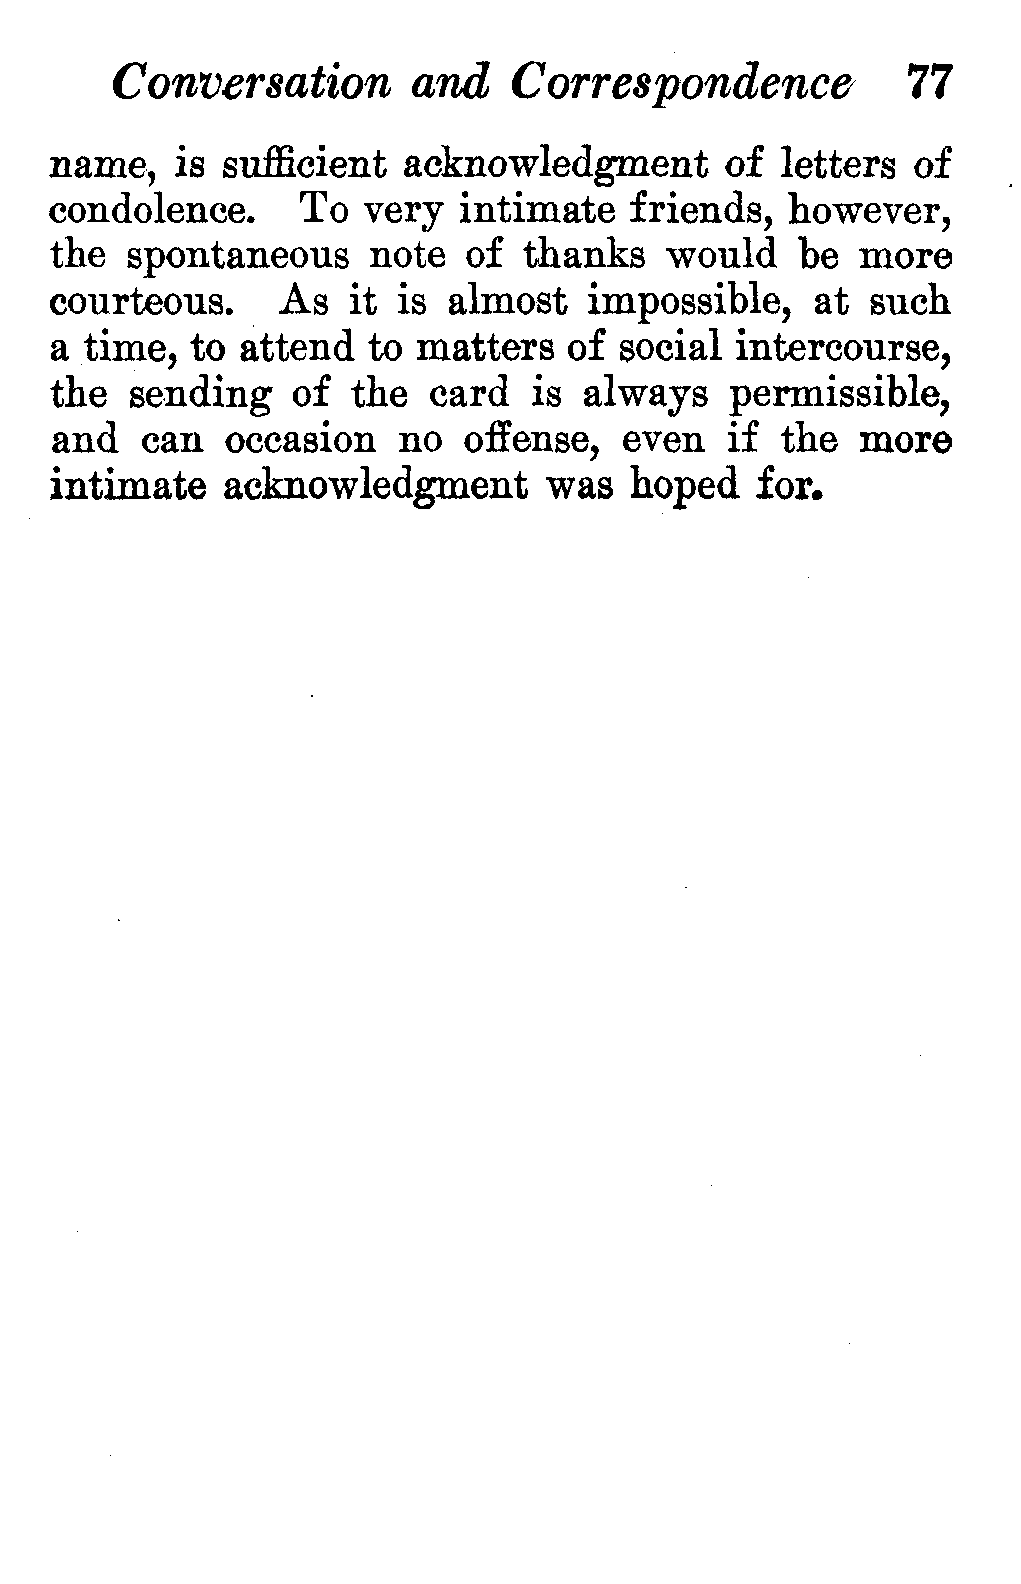 Conversation and Correspondence 77
name, is sufficient acknowledgment of letters of
condolence. To very intimate friends, however,
the spontaneous note of thanks would be more
courteous. As it is almost impossible, at such
a time, to attend to matters of social intercourse,
the sending of the card is always permissible,
and can occasion no offense, even if the more
intimate acknowledgment was hoped for.